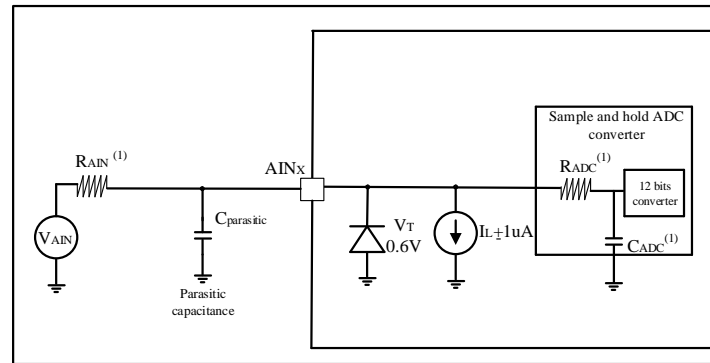 Sample and hold ADC
converter
RAIN (1)
AINX
RADC(1)
12 bits
converter
Cparasitic
VT
0.6V
IL±1uA
VAIN
CADC(1)
Parasitic
capacitance